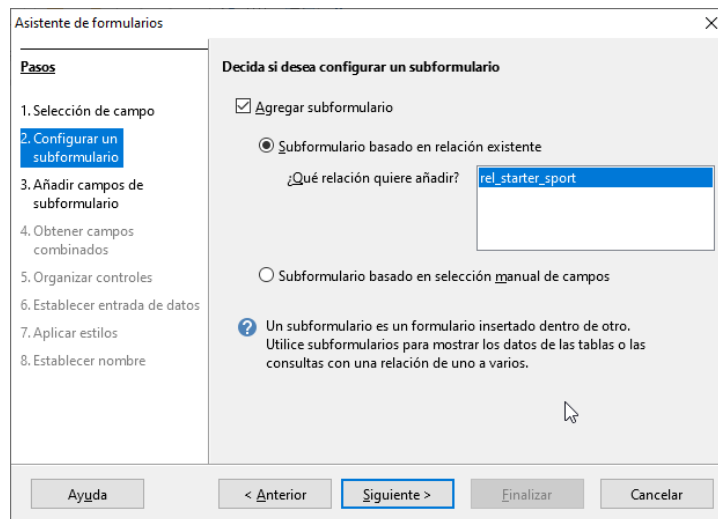 Asistente de formularios
Pasos
1. Selección de campo
2. Configurar un
subformulario
3. Añadir campos de
subformulario
4. Obtener campos
combinados
5. Organizar controles
6. Establecer entrada de datos
7. Aplicar estilos
8. Establecer nombre
Decida si desea configurar un subformulario
Agregar subformulario
Subformulario basado en relación existente
¿Qué relación quiere añadir?
rel_starter_sport
Subformulario basado en selección manual de campos
Un subformulario es un formulario insertado dentro de otro.
Utilice subformularios para mostrar los datos de las tablas o las
consultas con una relación de uno a varios.
Ayuda
< Anterior
Siguiente >
Finalizar
Cancelar